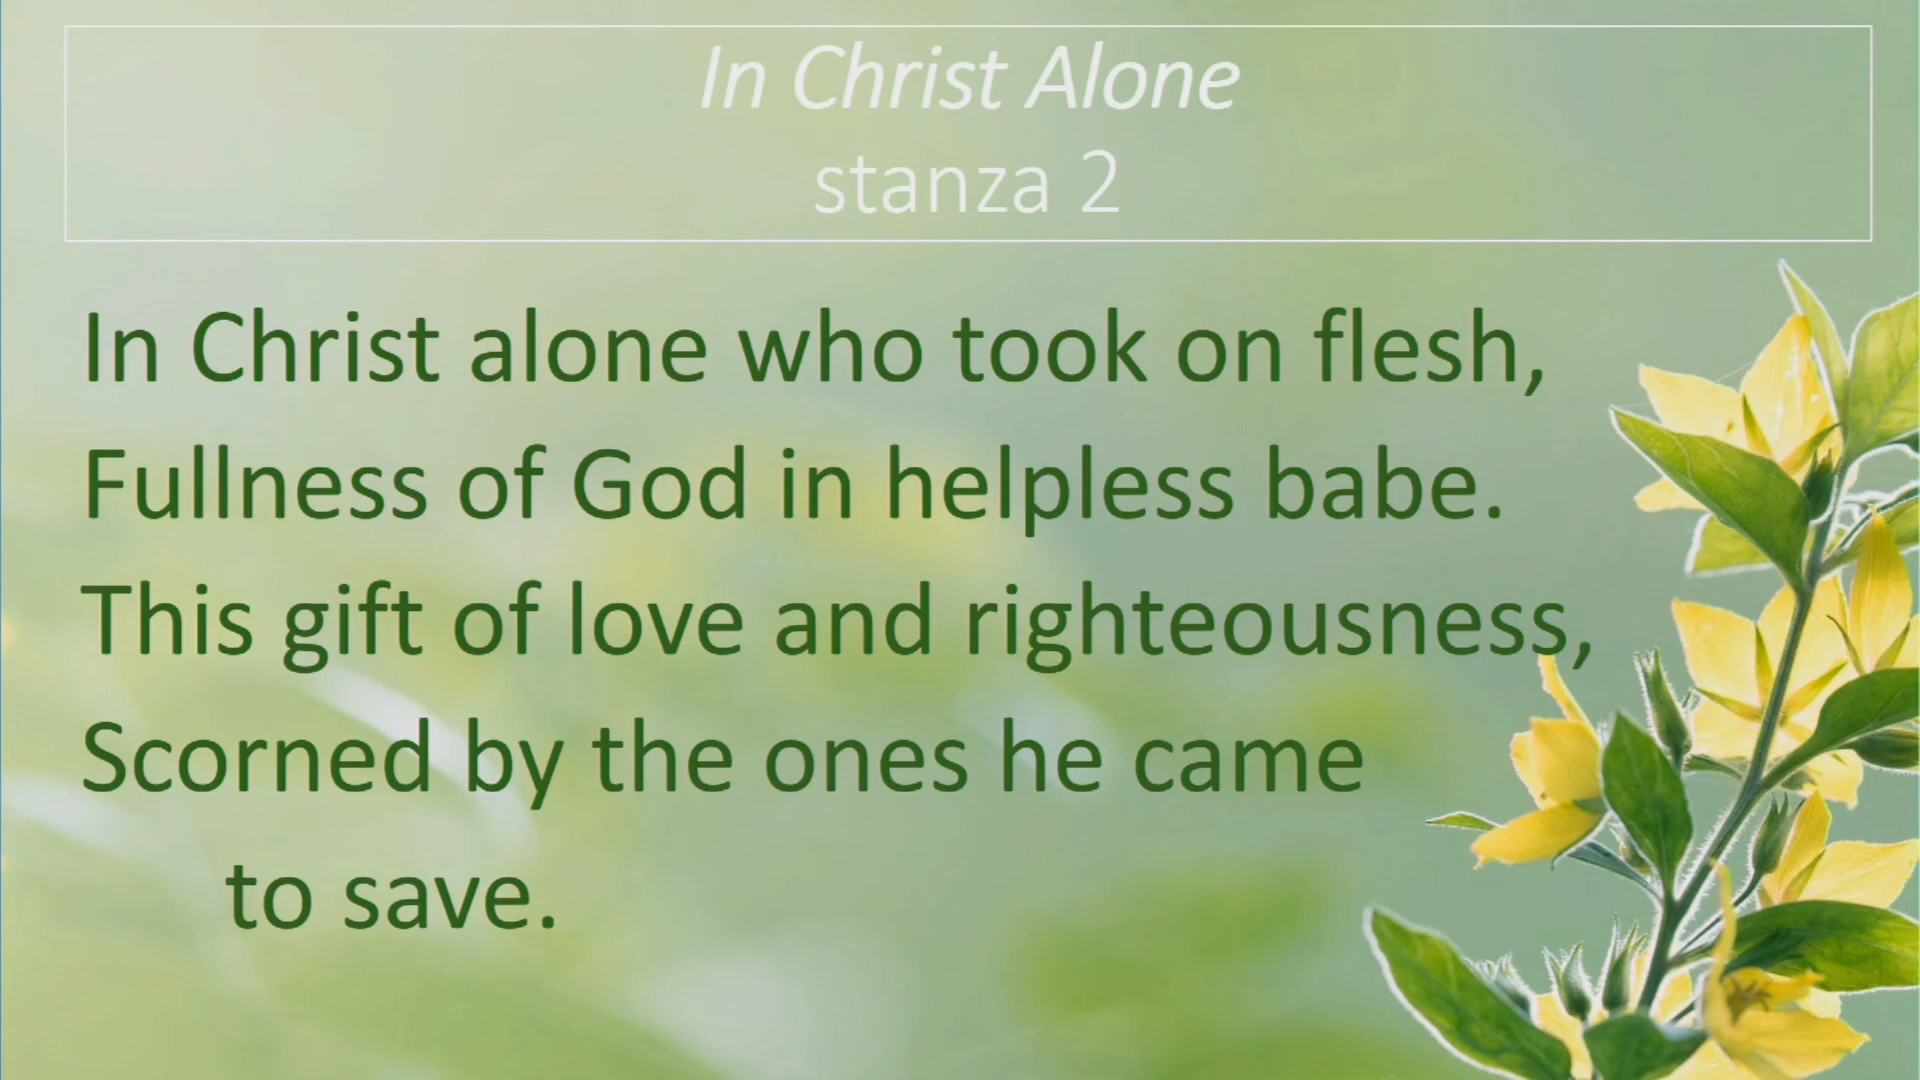 In Christ Alone
stanza 2
In Christ alone who took on flesh,
Fullness of God in helpless babe.
This gift of love and righteousness,
Scorned by the ones he came
to save.